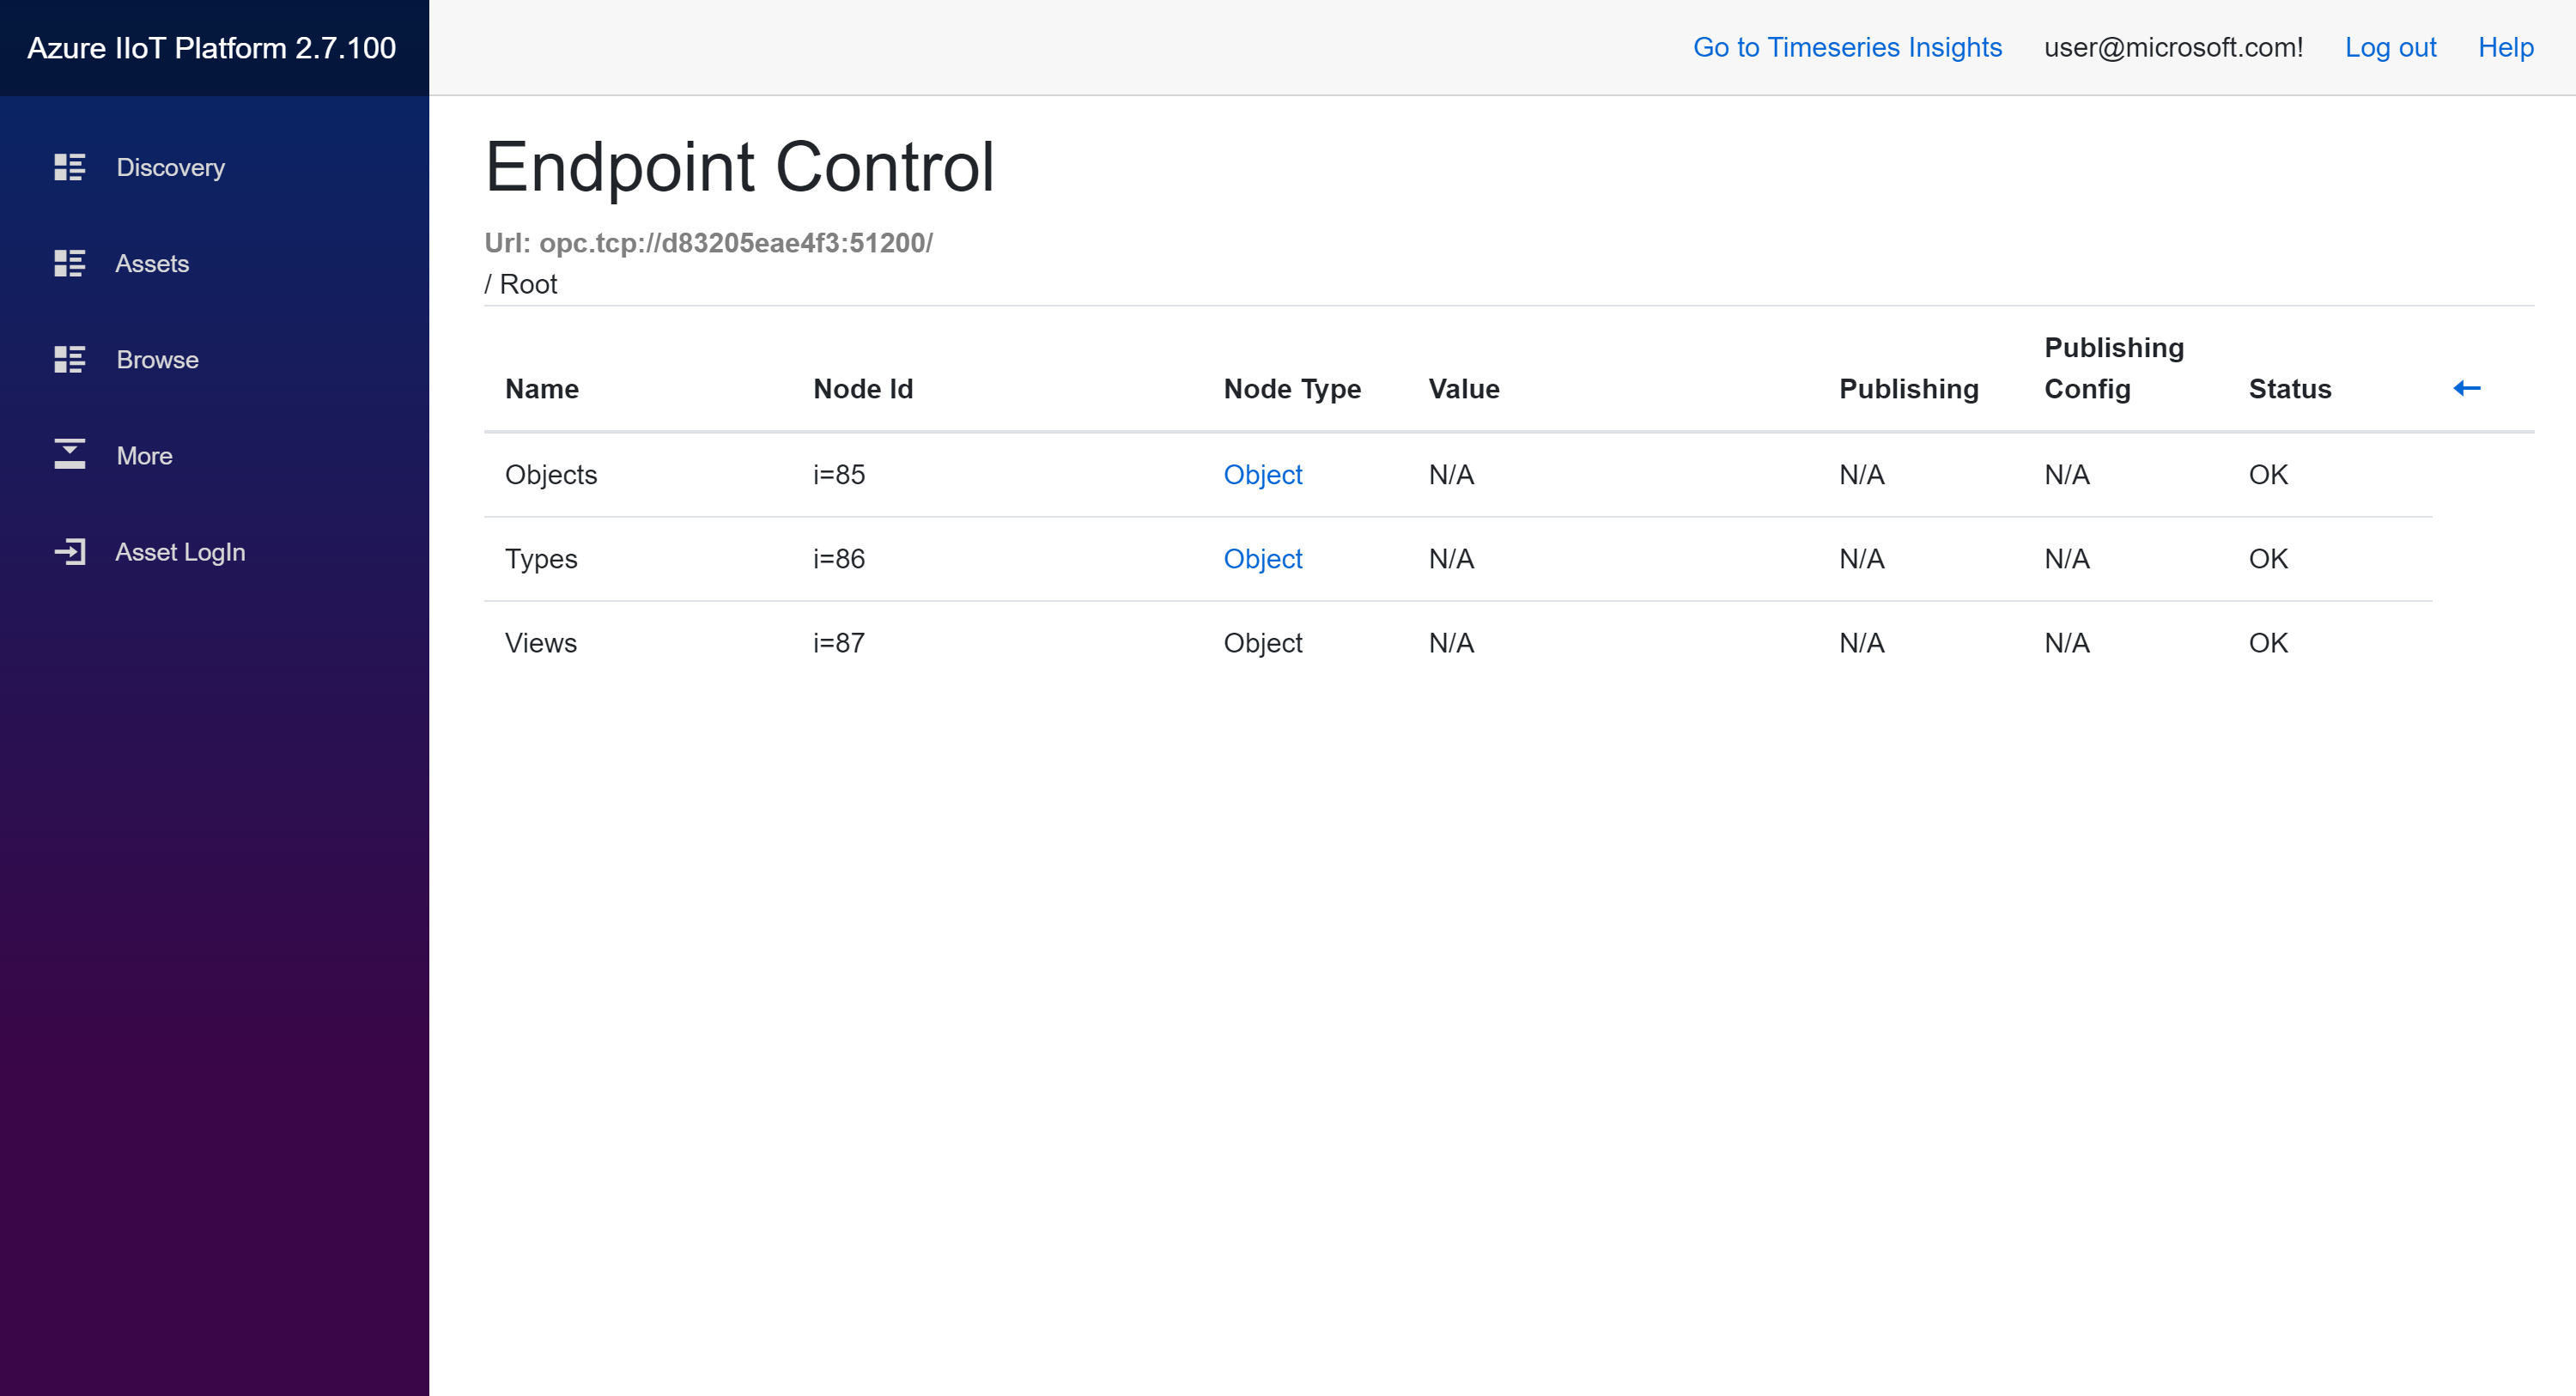 Azure IIoT Platform 2.7.100
Go to Timeseries Insights user@microsoft.com! Log out Help
Discovery
Assets
Browse
More
Asset LogIn
Endpoint Control
Url: opc.tcp://d83205eae4f3:51200/
/ Root
Name Node Id Node Type Value Publishing Publishing Config Status
Objects i=85 Object N/A N/A N/A OK
Types i=86 Object N/A N/A N/A OK
Views i=87 Object N/A N/A N/A OK